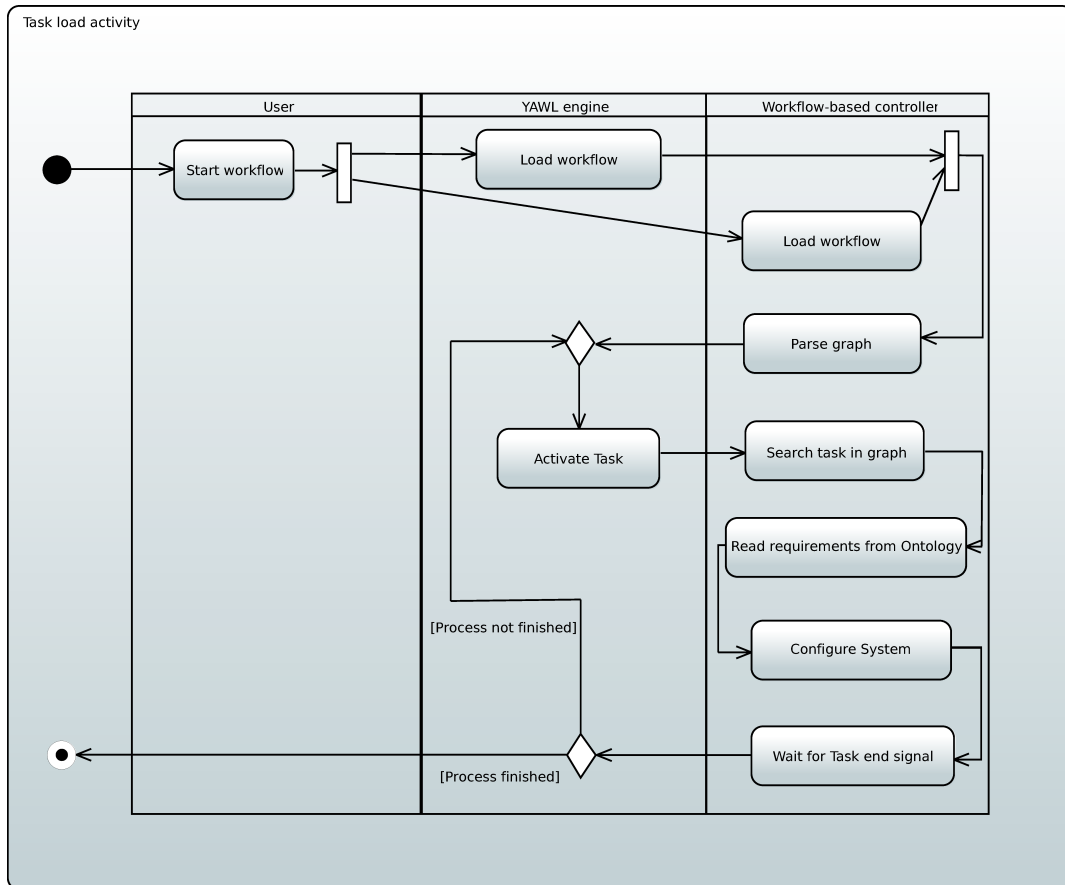 Task load activity
User
YAWL engine
Workflow-based controller
Start workflow
Load workflow
Load workflow
Parse graph
Activate Task
Search task in graph
Read requirements from Ontology
[Process not finished]
Configure System
Wait for Task end signal
[Process finished]